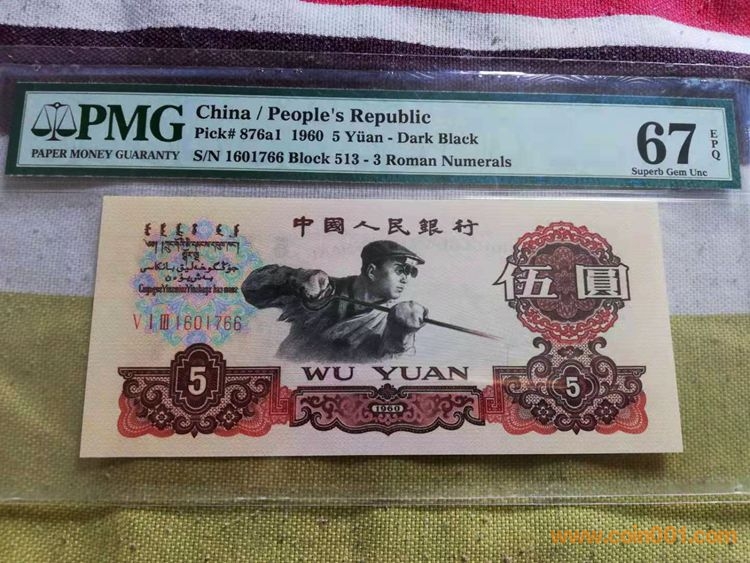 PMG
PAPER MONEY GUARANTY
China / People's Republic
Pick# 876a1 1960 5 Yüan - Dark Black
S/N 1601766 Block 513 - 3 Roman Numerals
67 EPQ
Superb Gem Unc
中國人民銀行
V I III 1601766
伍圓
5
WU YUAN
1960
5
www.coin001.com